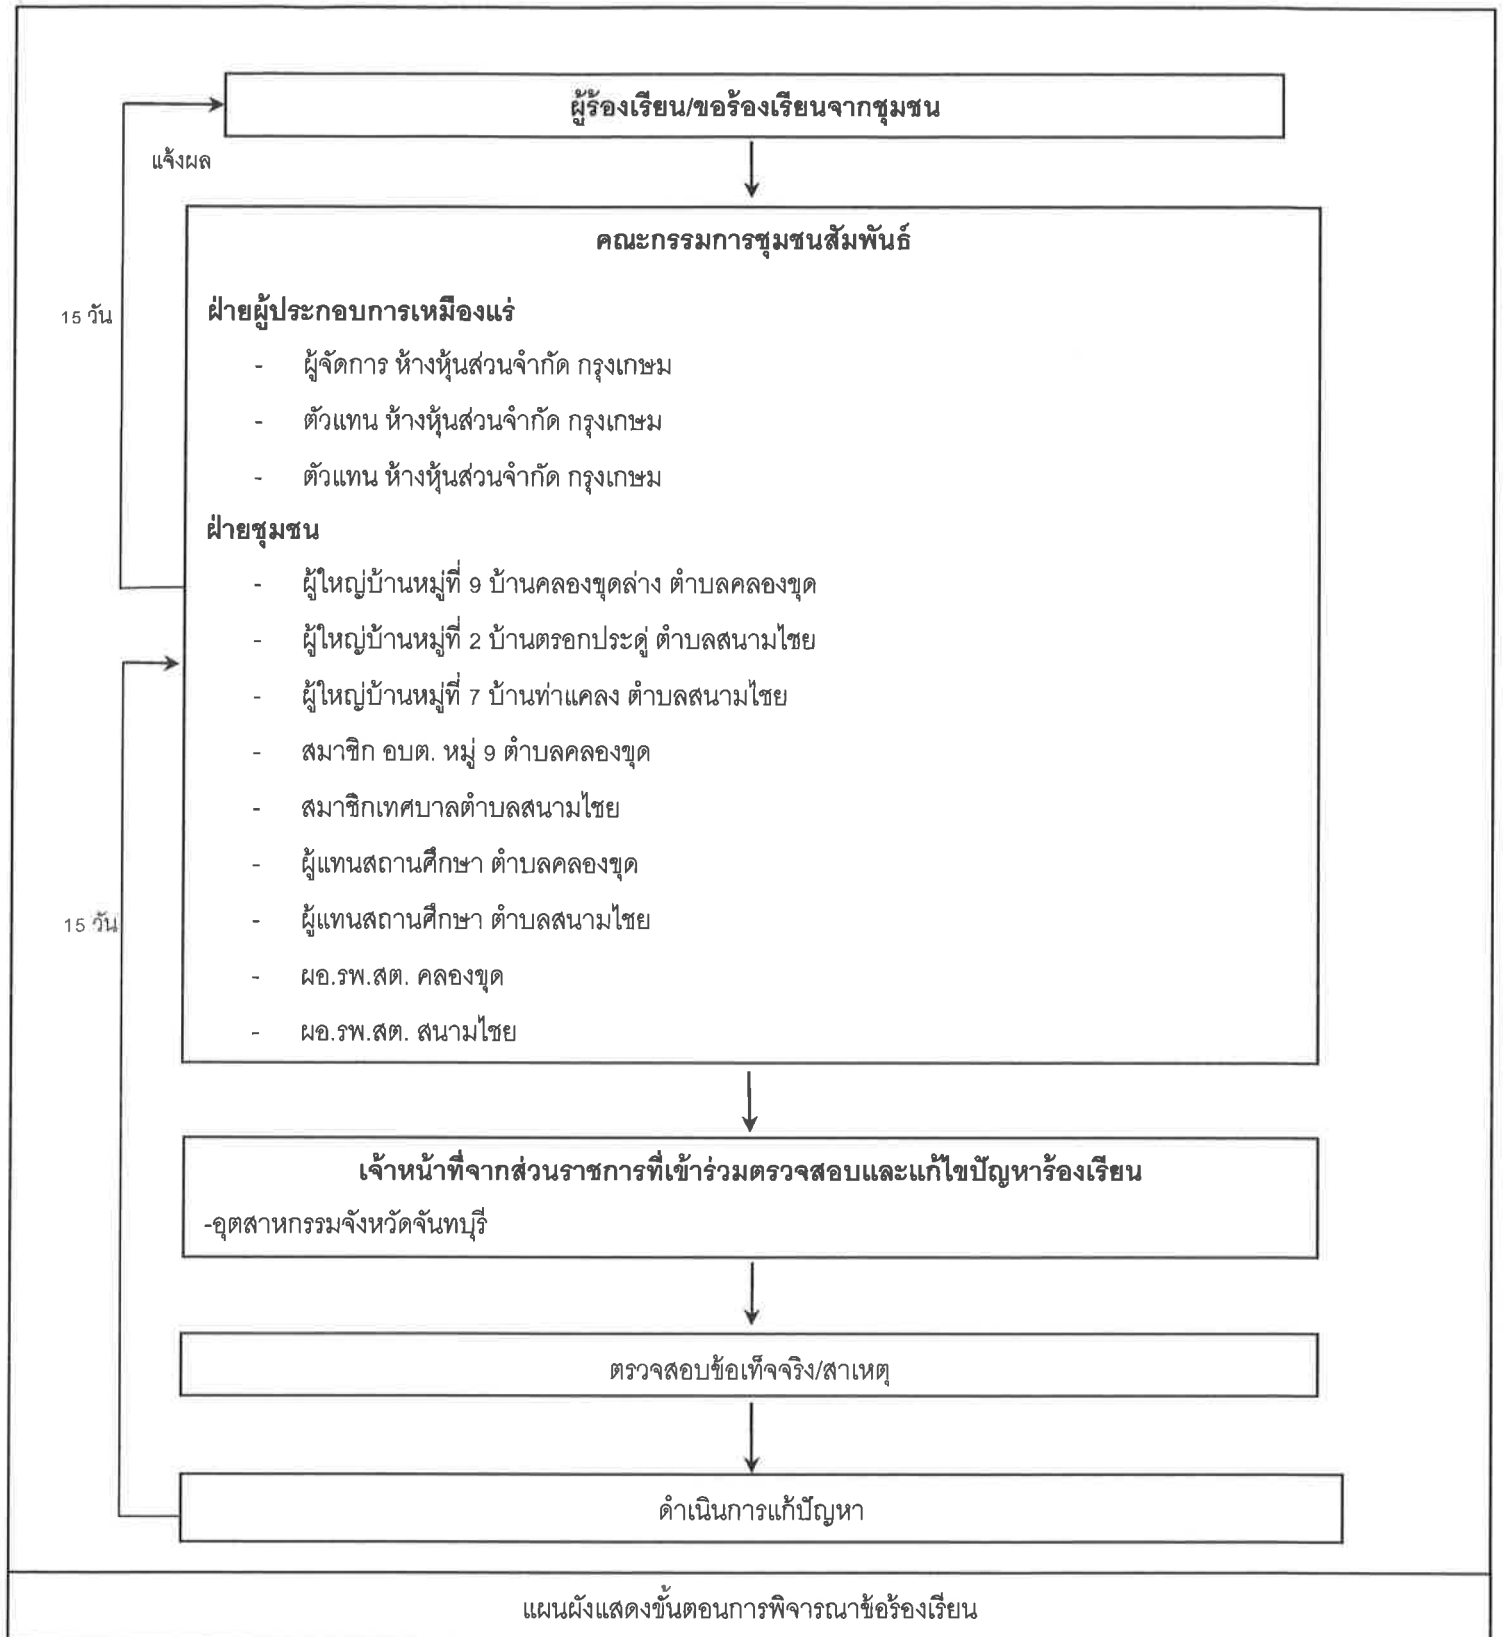 ผู้ร้องเรียน/ขอร้องเรียนจากชุมชน
แจ้งผล
คณะกรรมการชุมชนสัมพันธ์
15 วัน
ฝ่ายผู้ประกอบการเหมืองแร่
- ผู้จัดการ ห้างหุ้นส่วนจำกัด กรุงเกษม
- ตัวแทน ห้างหุ้นส่วนจำกัด กรุงเกษม
- ตัวแทน ห้างหุ้นส่วนจำกัด กรุงเกษม
ฝ่ายชุมชน
- ผู้ใหญ่บ้านหมู่ที่ 9 บ้านคลองขุดล่าง ตำบลคลองขุด
- ผู้ใหญ่บ้านหมู่ที่ 2 บ้านตรอกประดู่ ตำบลสนามไชย
- ผู้ใหญ่บ้านหมู่ที่ 7 บ้านท่าแคลง ตำบลสนามไชย
- สมาชิก อบต. หมู่ 9 ตำบลคลองขุด
- สมาชิกเทศบาลตำบลสนามไชย
- ผู้แทนสถานศึกษา ตำบลคลองขุด
- ผู้แทนสถานศึกษา ตำบลสนามไชย
15 วัน
- ผอ.รพ.สต. คลองขุด
- ผอ.รพ.สต. สนามไชย
เจ้าหน้าที่จากส่วนราชการที่เข้าร่วมตรวจสอบและแก้ไขปัญหาร้องเรียน
-อุตสาหกรรมจังหวัดจันทบุรี
ตรวจสอบข้อเท็จจริง/สาเหตุ
ดำเนินการแก้ปัญหา
แผนผังแสดงขั้นตอนการพิจารณาข้อร้องเรียน